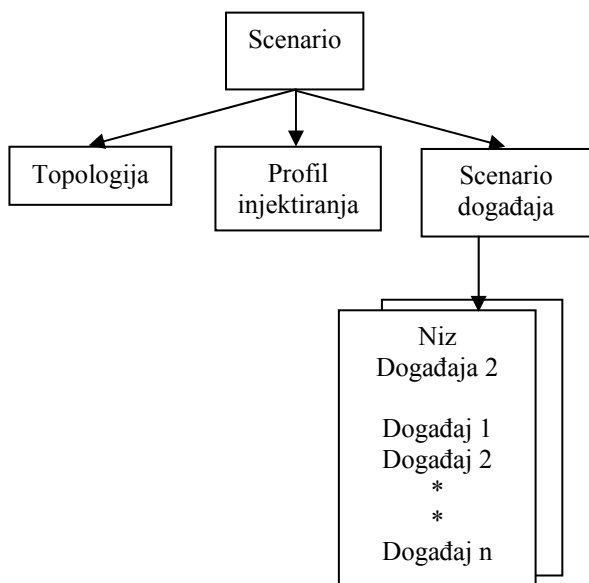 Scenario
Topologija
Profil
injektiranja
Scenario
događaja
Niz
Događaja 2
Događaj 1
Događaj 2
*
*
Događaj n